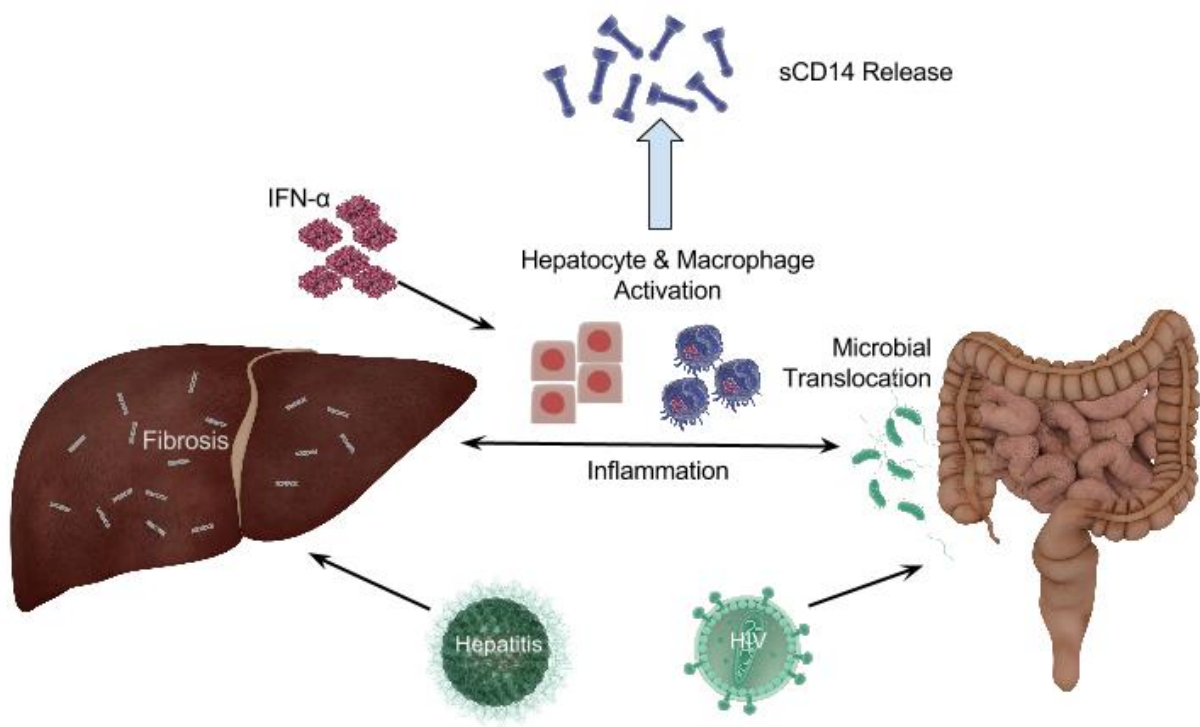 sCD14 Release
IFN-α
Hepatocyte & Macrophage
Activation
Microbial
Translocation
Fibrosis
Inflammation
Hepatitis
HIV